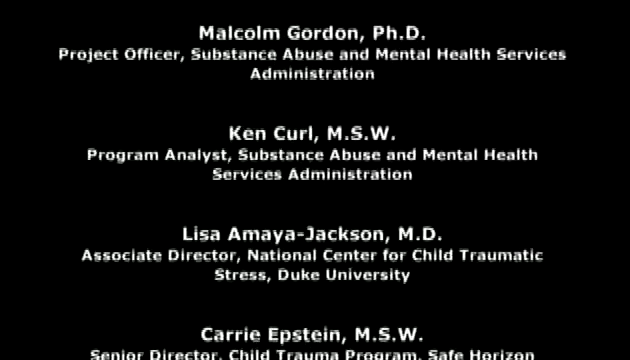 Malcolm Gordon, Ph.D.
Project Officer, Substance Abuse and Mental Health Services
Administration
Ken Curl, M.S.W.
Program Analyst, Substance Abuse and Mental Health
Services Administration
Lisa Amaya-Jackson, M.D.
Associate Director, National Center for Child Traumatic
Stress, Duke University
Carrie Epstein, M.S.W.
Senior Director, Child Trauma Program, Safe Horizon